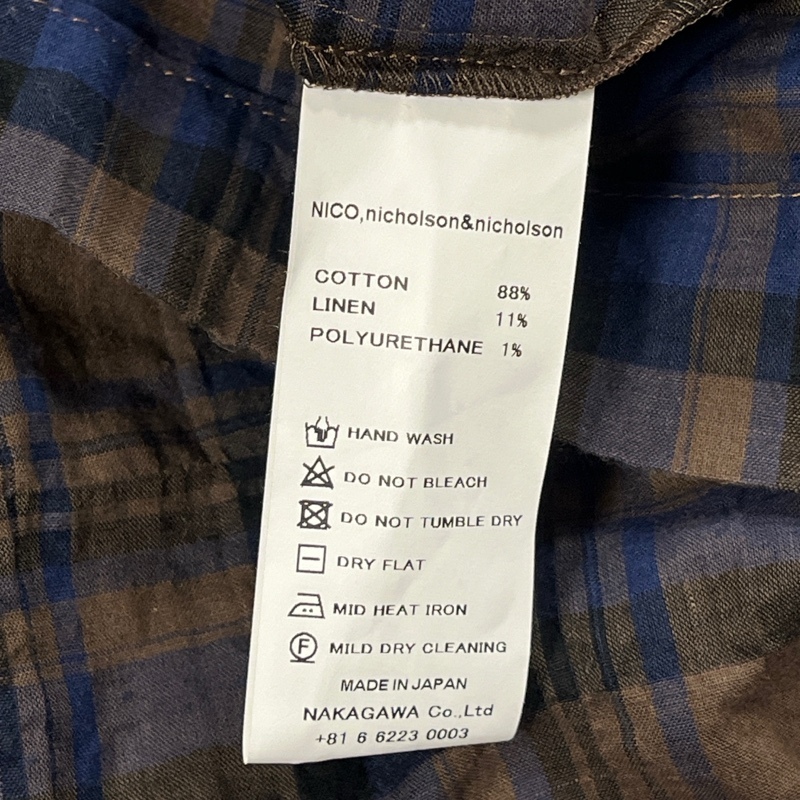 NICO,nicholson&nicholson
COTTON 88%
LINEN 11%
POLYURETHANE 1%
HAND WASH
DO NOT BLEACH
DO NOT TUMBLE DRY
DRY FLAT
MID HEAT IRON
F MILD DRY CLEANING
MADE IN JAPAN
NAKAGAWA Co.,Ltd
+81 6 6223 0003